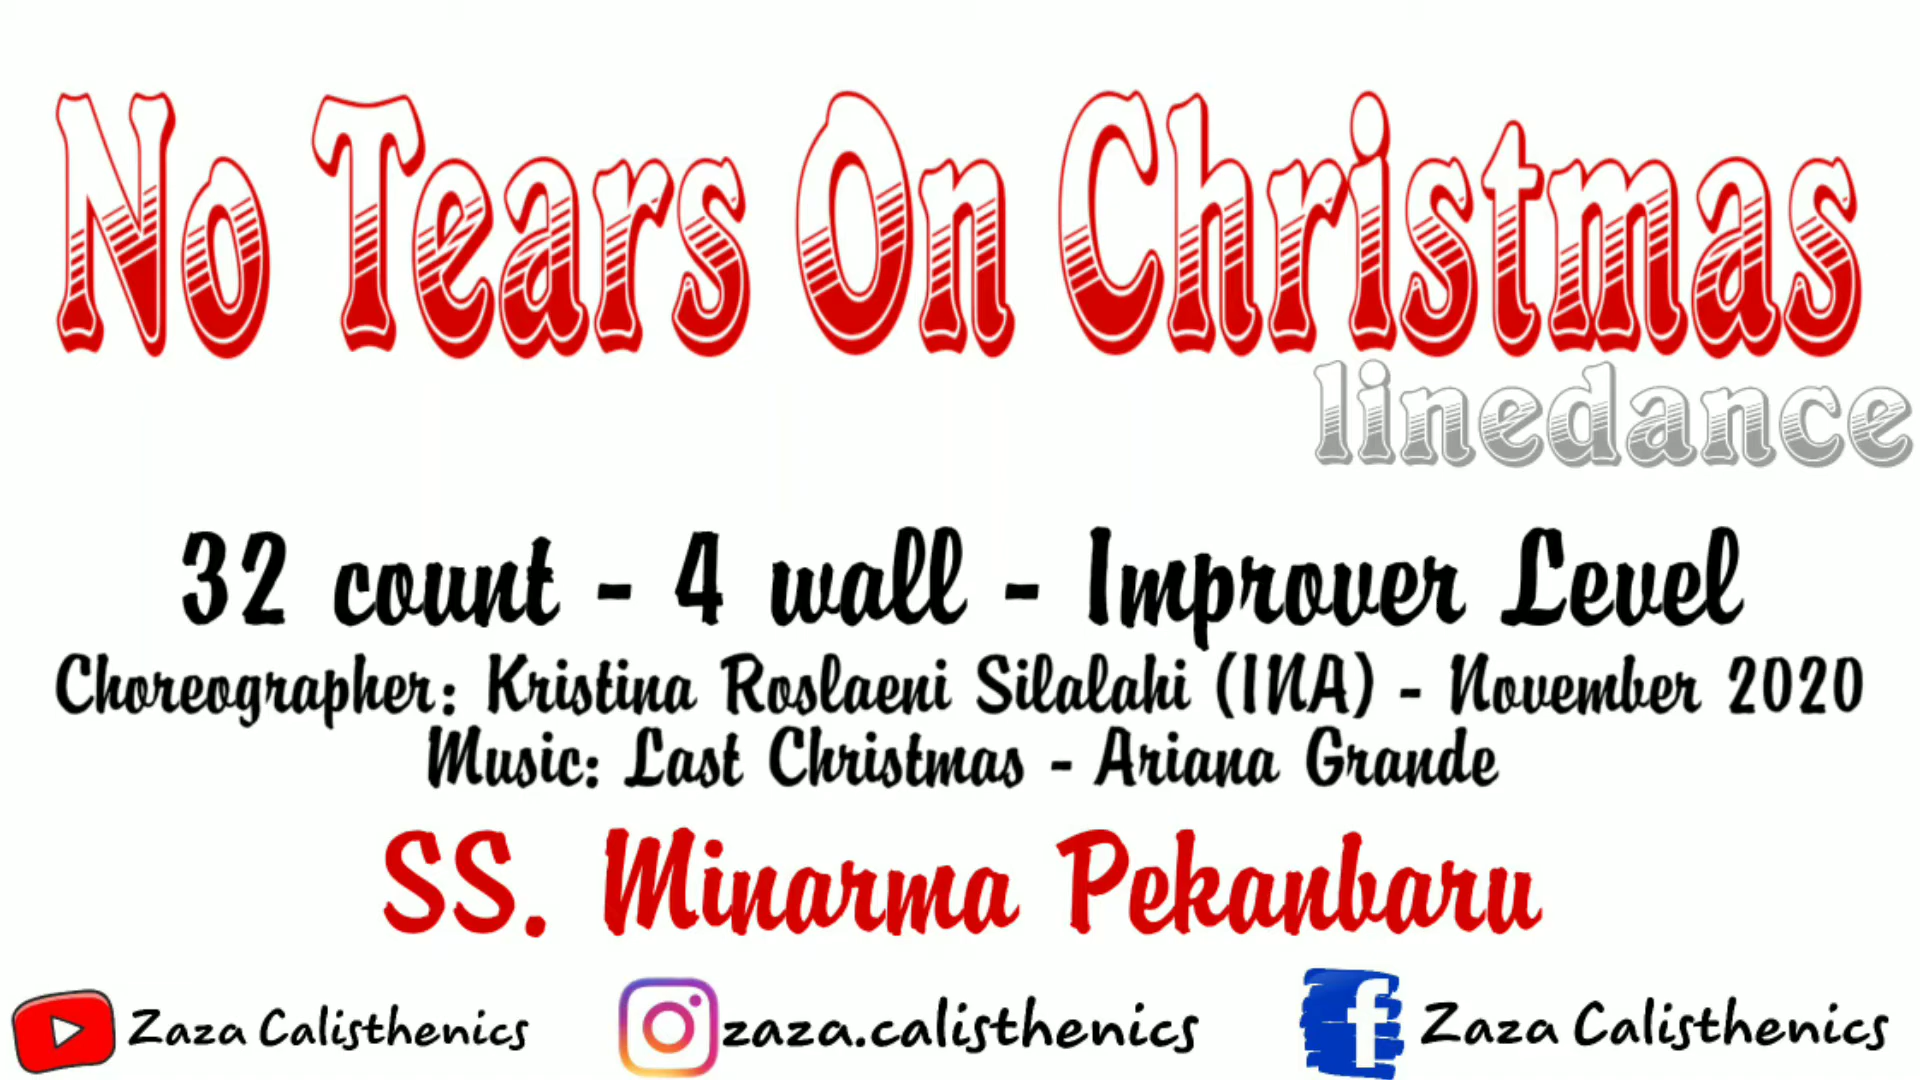 No Tears On Christmas
linedance
32 count - 4 wall - Improver Level
Choreographer: Kristina Roslaeni Silalahi (INA) - November 2020
Music: Last Christmas - Ariana Grande
SS. Minarma Pekanbaru
Zaza Calisthenics zaza.calisthenics f Zaza Calisthenics